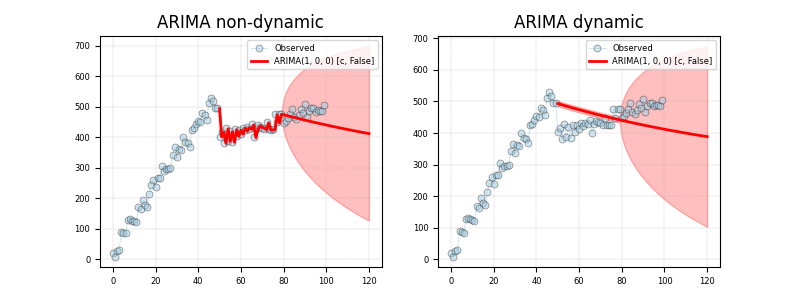 ARIMA non-dynamic
Observed
ARIMA(1, 0, 0) [c, False]
700
600
500
400
300
200
100
0
0 20 40 60 80 100 120
ARIMA dynamic
Observed
ARIMA(1, 0, 0) [c, False]
700
600
500
400
300
200
100
0
0 20 40 60 80 100 120